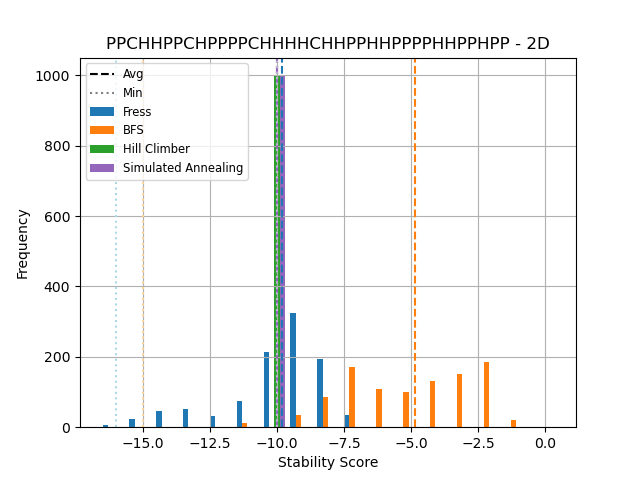 PPCHHPPCHPPPPCHHHHCHHPPHHPPPPHHPPHPP - 2D
Avg
Min
Fress
BFS
Hill Climber
Simulated Annealing
Frequency
1000
800
600
400
200
0
−15.0 −12.5 −10.0 −7.5 −5.0 −2.5 0.0
Stability Score